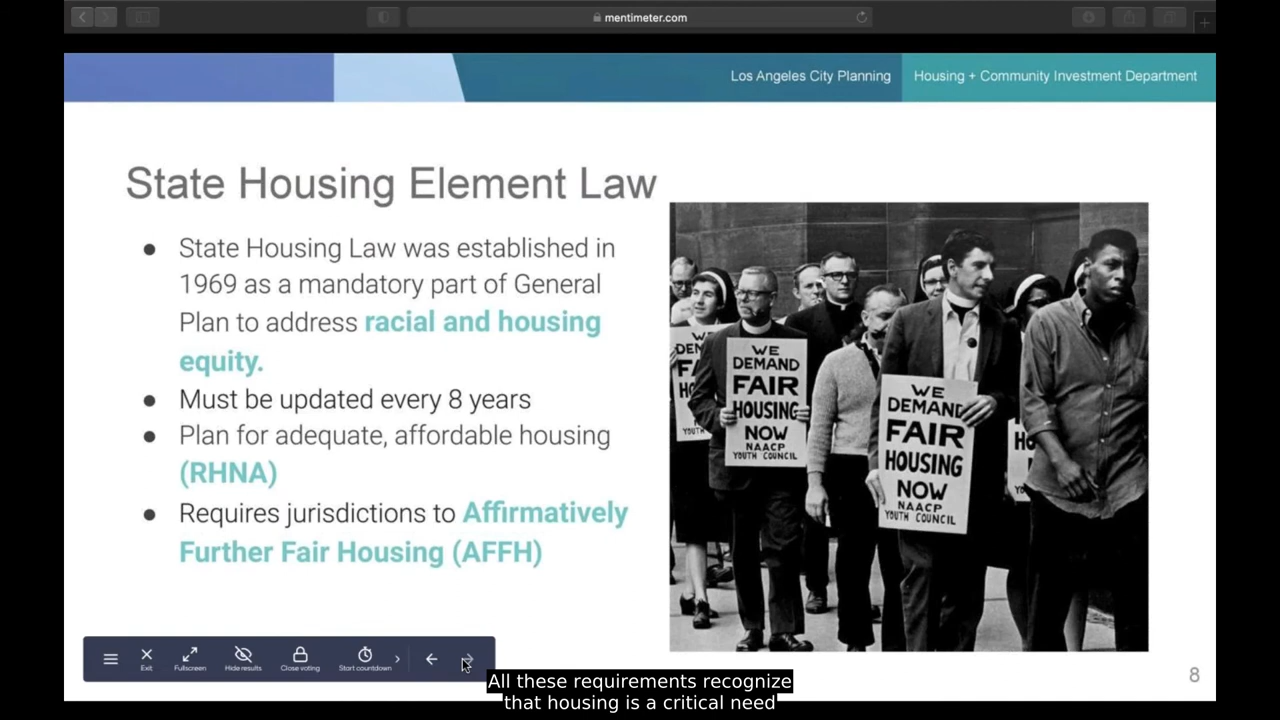 mentimeter.com
Los Angeles City Planning
Housing + Community Investment Department
State Housing Element Law
● State Housing Law was established in
1969 as a mandatory part of General
Plan to address racial and housing
equity.
● Must be updated every 8 years
● Plan for adequate, affordable housing
(RHNA)
● Requires jurisdictions to Affirmatively
Further Fair Housing (AFFH)
WE
DEMAND
FAIR
HOUSING
NOW
NAACP
YOUTH COUNCIL
WE
DEMAND
FAIR
HOUSING
NOW
NAACP
YOUTH COUNCIL
Exit
Fullscreen
Hide results
Close voting
Start countdown
8
All these requirements recognize
that housing is a critical need